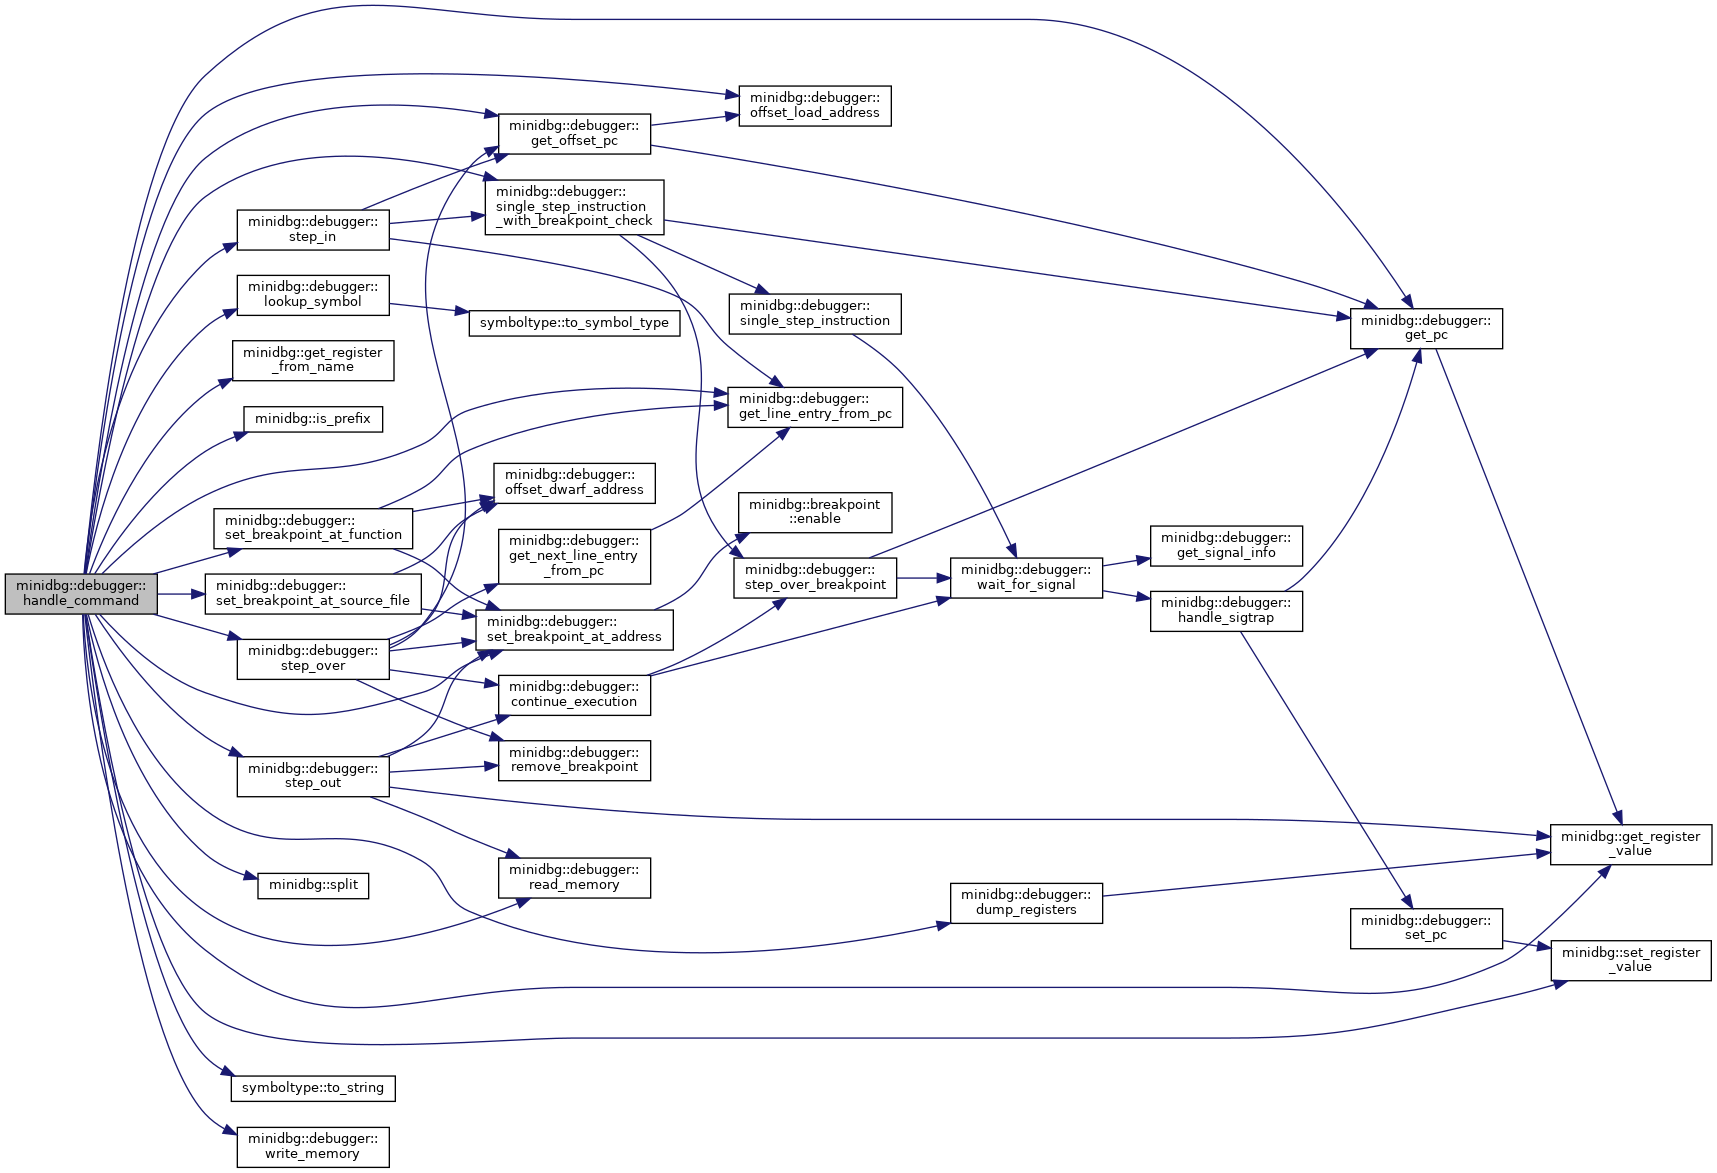 minidbg::debugger::
offset_load_address
minidbg::debugger::
get_offset_pc
minidbg::debugger::
single_step_instruction
_with_breakpoint_check
minidbg::debugger::
step_in
minidbg::debugger::
lookup_symbol
minidbg::debugger::
single_step_instruction
symboltype::to_symbol_type
minidbg::debugger::
get_pc
minidbg::get_register
_from_name
minidbg::debugger::
get_line_entry_from_pc
minidbg::is_prefix
minidbg::debugger::
offset_dwarf_address
minidbg::breakpoint
::enable
minidbg::debugger::
set_breakpoint_at_function
minidbg::debugger::
get_next_line_entry
_from_pc
minidbg::debugger::
get_signal_info
minidbg::debugger::
handle_command
minidbg::debugger::
set_breakpoint_at_source_file
minidbg::debugger::
step_over_breakpoint
minidbg::debugger::
wait_for_signal
minidbg::debugger::
handle_sigtrap
minidbg::debugger::
set_breakpoint_at_address
minidbg::debugger::
step_over
minidbg::debugger::
continue_execution
minidbg::debugger::
remove_breakpoint
minidbg::debugger::
step_out
minidbg::get_register
_value
minidbg::debugger::
read_memory
minidbg::split
minidbg::debugger::
dump_registers
minidbg::debugger::
set_pc
minidbg::set_register
_value
symboltype::to_string
minidbg::debugger::
write_memory